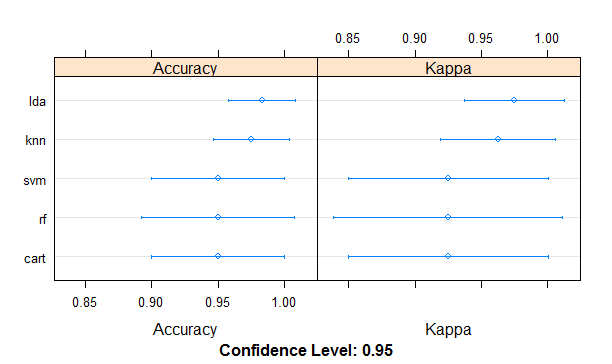 0.85 0.90 0.95 1.00
Accuracy Kappa
lda
knn
svm
rf
cart
0.85 0.90 0.95 1.00
Accuracy Kappa
Confidence Level: 0.95